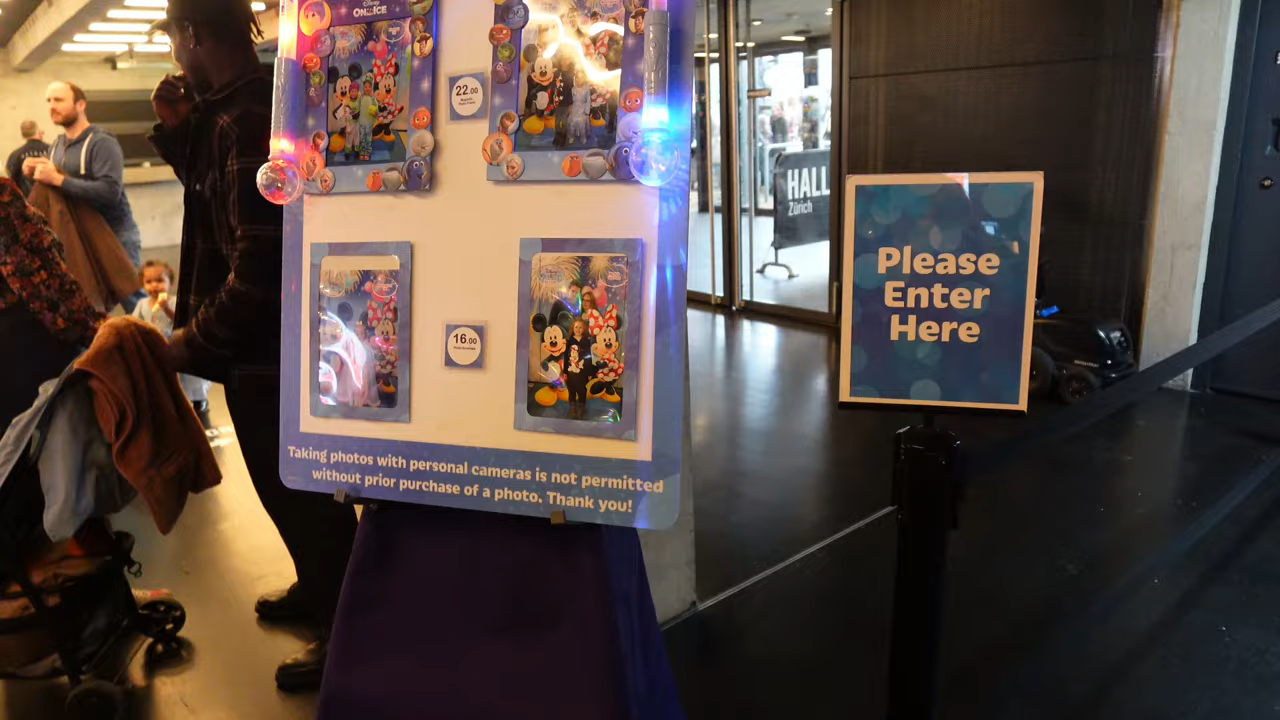 Disney
ON ICE
22.00
16.00
Taking photos with personal cameras is not permitted
without prior purchase of a photo. Thank you!
HALL
Zürich
Please
Enter
Here